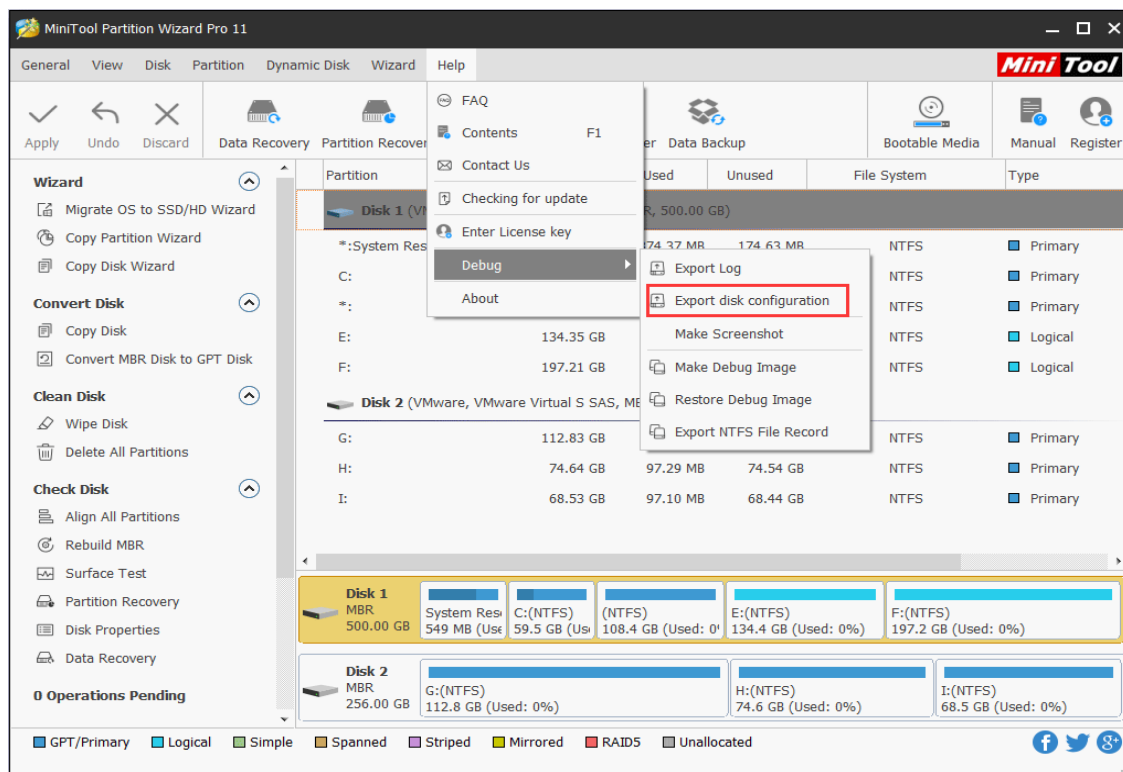 MiniTool Partition Wizard Pro 11
General View Disk Partition Dynamic Disk Wizard Help
Mini Tool
Apply Undo Discard Data Recovery Partition Recover er Data Backup Bootable Media Manual Register
FAQ
Contents F1
Contact Us
Checking for update
Enter License key
Debug
About
Export Log
Export disk configuration
Make Screenshot
Make Debug Image
Restore Debug Image
Export NTFS File Record
Wizard
Migrate OS to SSD/HD Wizard
Copy Partition Wizard
Copy Disk Wizard
Convert Disk
Copy Disk
Convert MBR Disk to GPT Disk
Clean Disk
Wipe Disk
Delete All Partitions
Check Disk
Align All Partitions
Rebuild MBR
Surface Test
Partition Recovery
Disk Properties
Data Recovery
0 Operations Pending
Partition Used Unused File System Type
Disk 1 (VM R, 500.00 GB)
*:System Res 374.37 MB 174.63 MB NTFS Primary
C: NTFS Primary
*: NTFS Primary
E: 134.35 GB NTFS Logical
F: 197.21 GB NTFS Logical
Disk 2 (VMware, VMware Virtual S SAS, MB
G: 112.83 GB NTFS Primary
H: 74.64 GB 97.29 MB 74.54 GB NTFS Primary
I: 68.53 GB 97.10 MB 68.44 GB NTFS Primary
Disk 1
MBR
500.00 GB
System Res
549 MB (Use
C:(NTFS)
59.5 GB (Us
(NTFS)
108.4 GB (Used: 0
E:(NTFS)
134.4 GB (Used: 0%)
F:(NTFS)
197.2 GB (Used: 0%)
Disk 2
MBR
256.00 GB
G:(NTFS)
112.8 GB (Used: 0%)
H:(NTFS)
74.6 GB (Used: 0%)
I:(NTFS)
68.5 GB (Used: 0%)
GPT/Primary Logical Simple Spanned Striped Mirrored RAID5 Unallocated